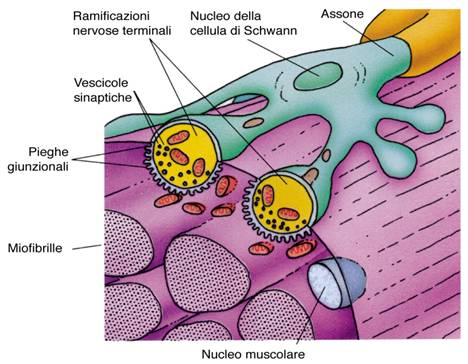 Ramificazioni
nervose terminali
Nucleo della
cellula di Schwann
Assone
Vescicole
sinaptiche
Pieghe
giunzionali
Miofibrille
Nucleo muscolare